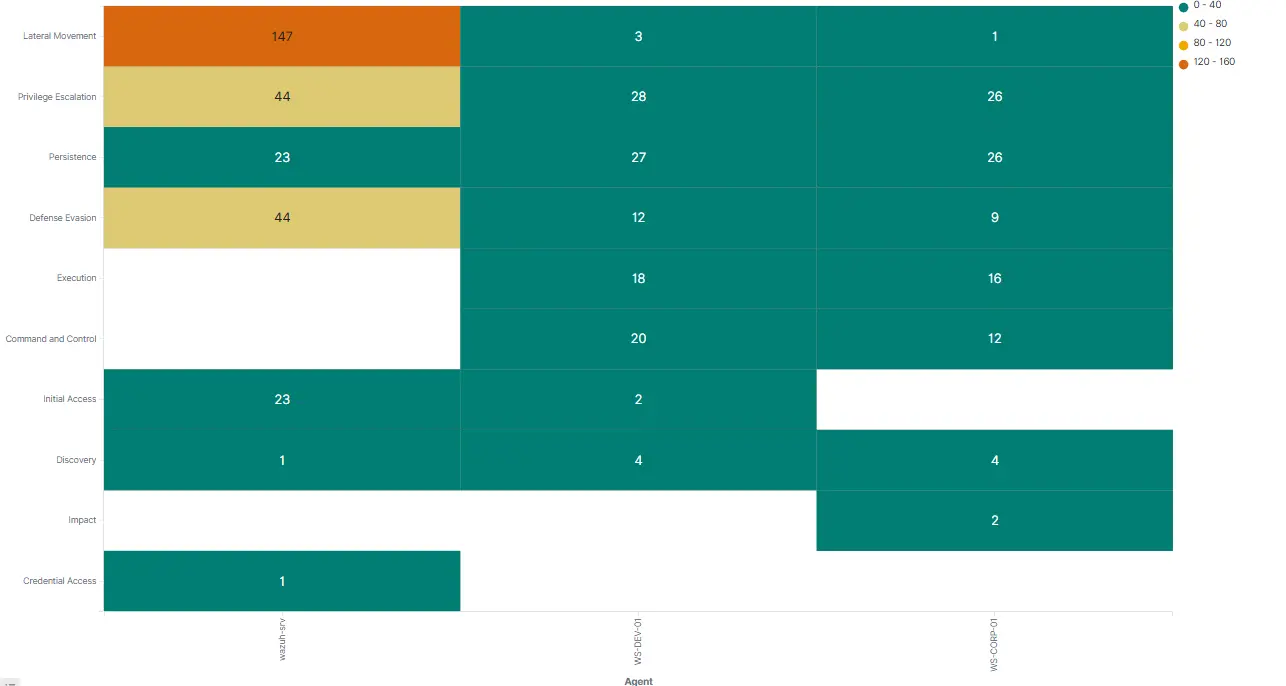 Lateral Movement 147 3 1
Privilege Escalation 44 28 26
Persistence 23 27 26
Defense Evasion 44 12 9
Execution 18 16
Command and Control 20 12
Initial Access 23 2
Discovery 1 4 4
Impact 2
Credential Access 1
wazuh-srv
WS-DEV-01
WS-CORP-01
Agent
0 - 40
40 - 80
80 - 120
120 - 160